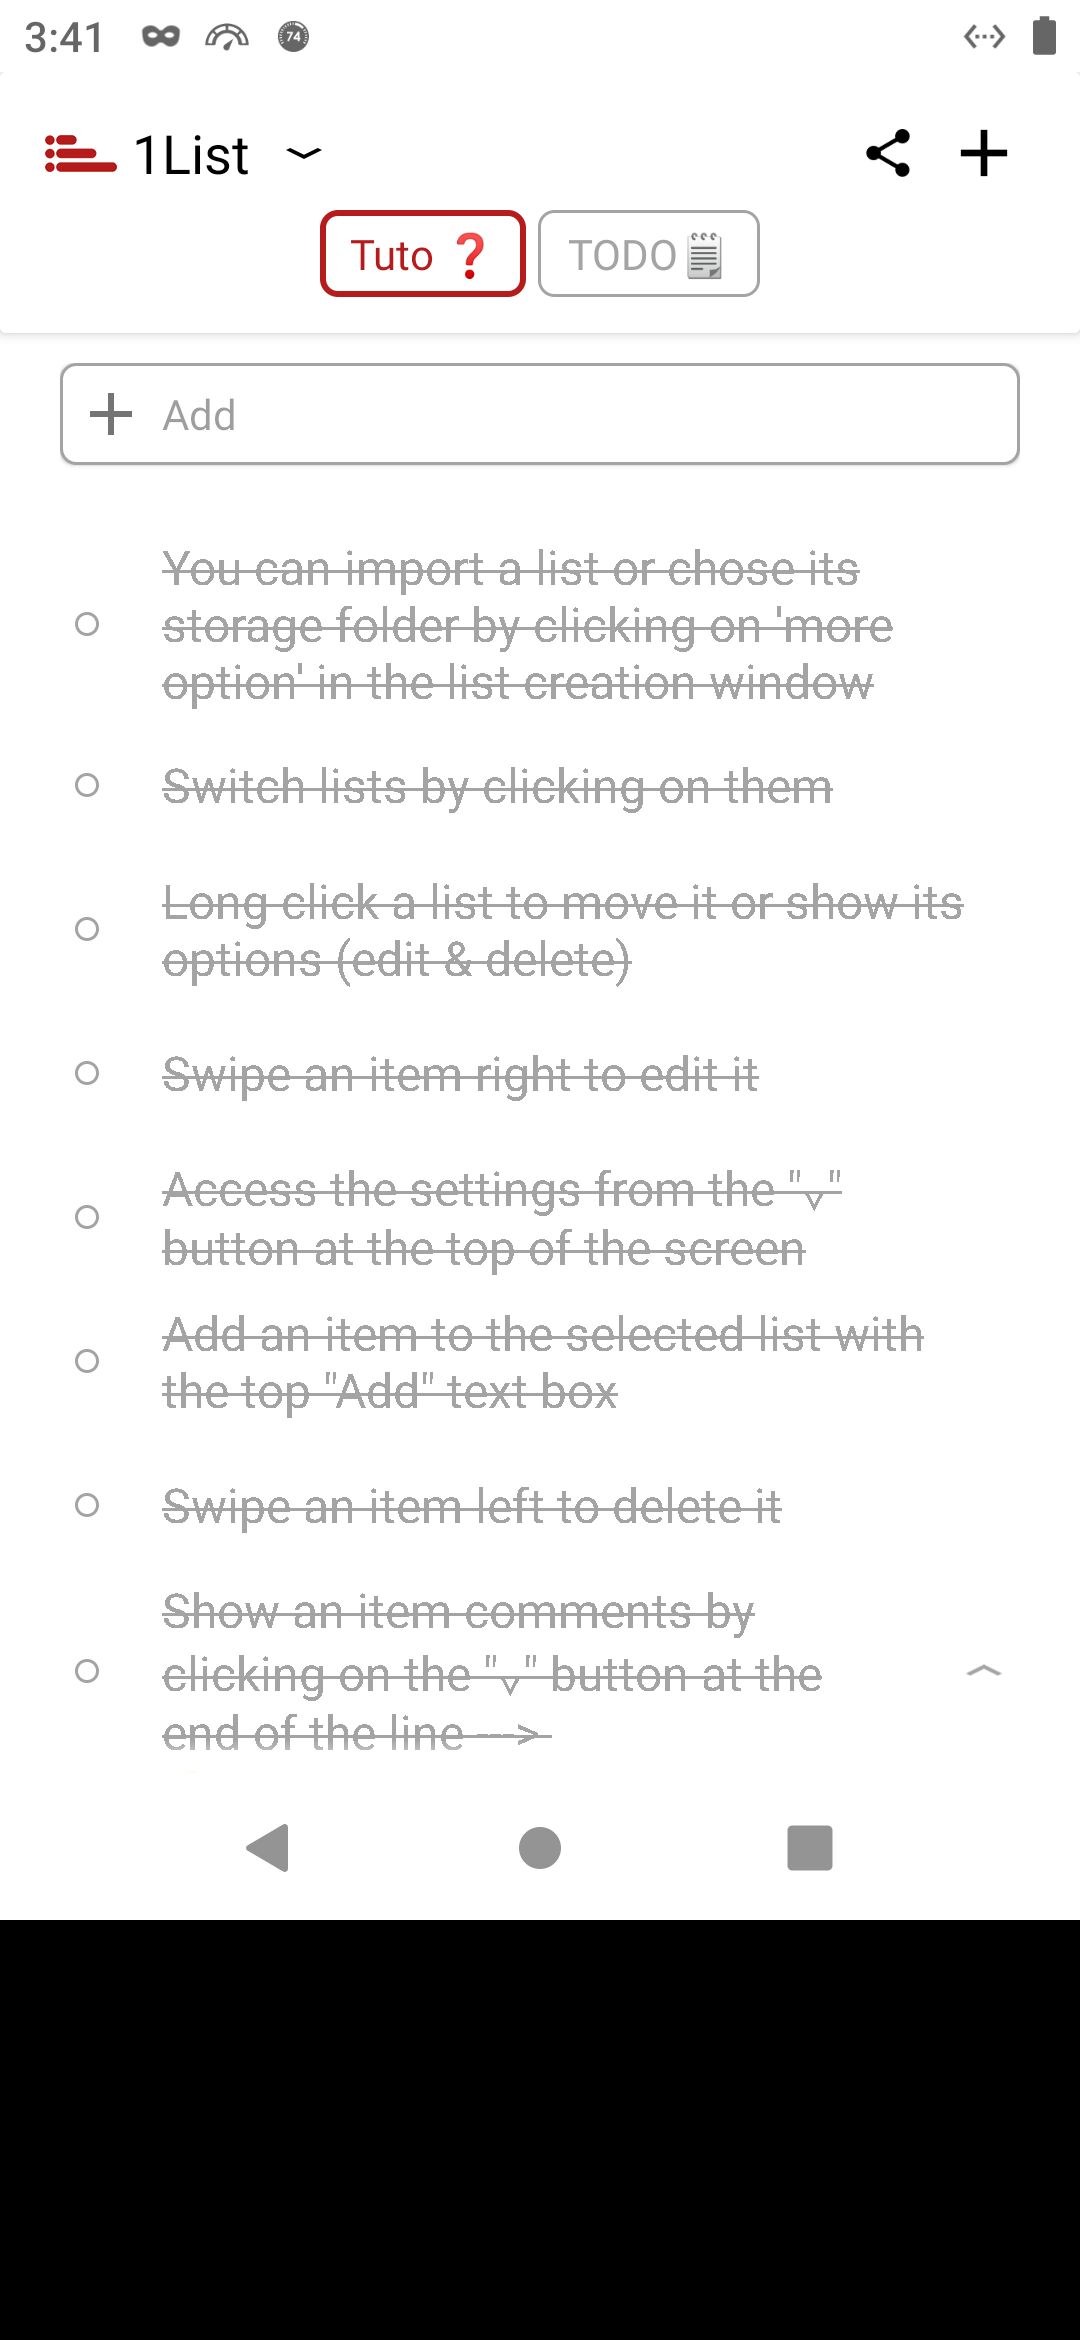 3:41
74
1List
Tuto ❓
TODO🗒
Add
You can import a list or chose its
storage folder by clicking on 'more
option' in the list creation window
Switch lists by clicking on them
Long click a list to move it or show its
options (edit & delete)
Swipe an item right to edit it
Access the settings from the "⌄"
button at the top of the screen
Add an item to the selected list with
the top "Add" text box
Swipe an item left to delete it
Show an item comments by
clicking on the "⌄" button at the
end of the line --->